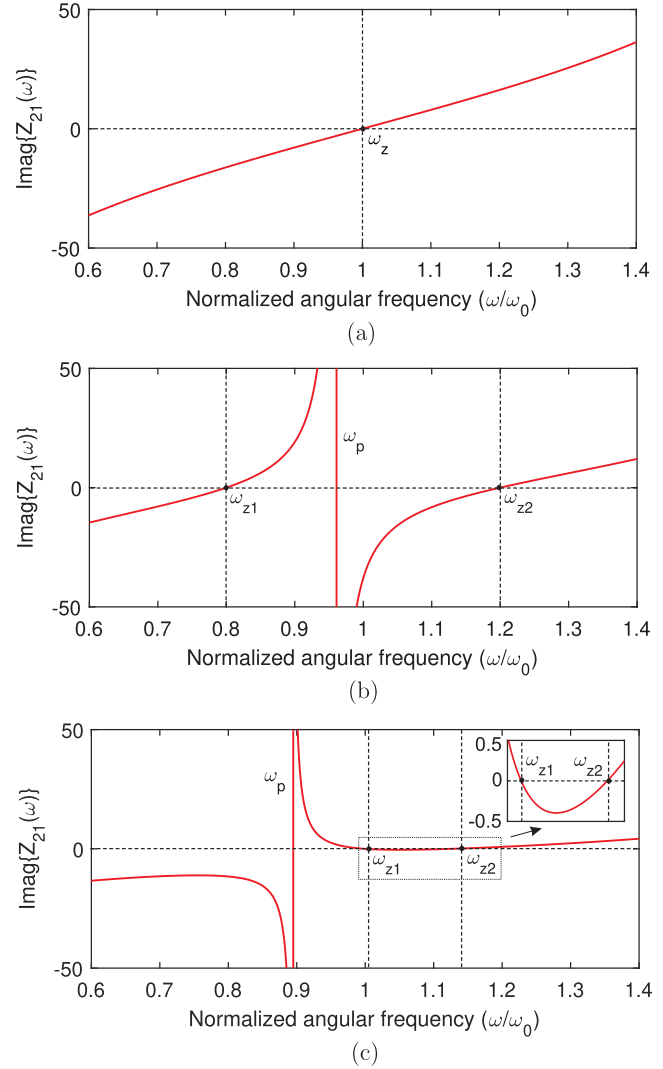 50
0
-50
Imag{Z21(ω)}
ωz
0.6 0.7 0.8 0.9 1 1.1 1.2 1.3 1.4
Normalized angular frequency (ω/ω0)
(a)
50
0
-50
Imag{Z21(ω)}
ωp
ωz1 ωz2
0.6 0.7 0.8 0.9 1 1.1 1.2 1.3 1.4
Normalized angular frequency (ω/ω0)
(b)
50
0
-50
Imag{Z21(ω)}
ωp
0.5
0
-0.5
ωz1 ωz2
ωz1 ωz2
0.6 0.7 0.8 0.9 1 1.1 1.2 1.3 1.4
Normalized angular frequency (ω/ω0)
(c)